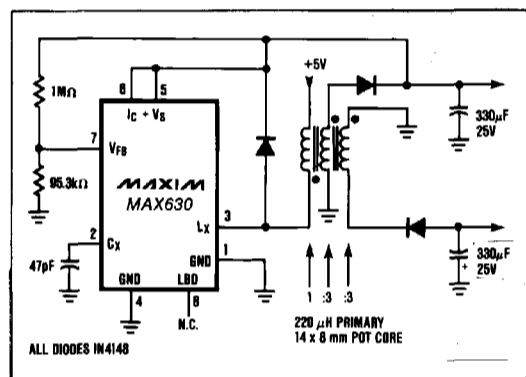 +5V
1MΩ
6
5
IC + VS
330µF
25V
7
VFB
MAXIM
MAX630
95.3kΩ
LX
3
2
CX
GND
1
47pF
GND
LBD
4
8
N.C.
1
:3
:3
+
330µF
25V
220 µH PRIMARY
14 x 8 mm POT CORE
ALL DIODES IN4148